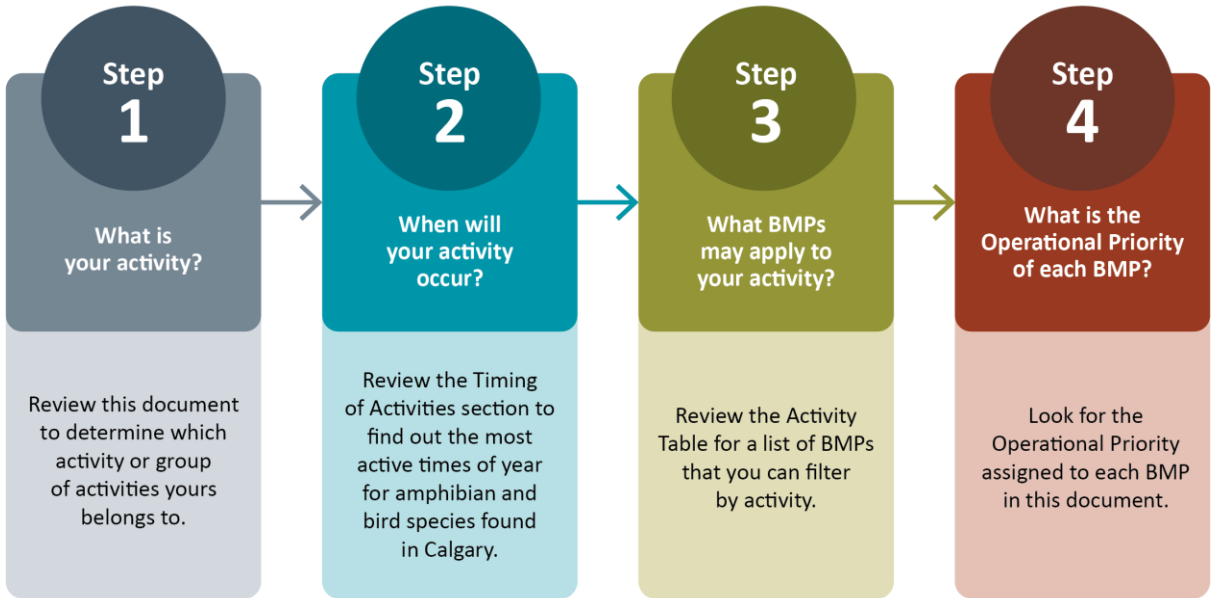 Step
1
What is
your activity?
Review this document
to determine which
activity or group
of activities yours
belongs to.
Step
2
When will
your activity
occur?
Review the Timing
of Activities section to
find out the most
active times of year
for amphibian and
bird species found
in Calgary.
Step
3
What BMPs
may apply to
your activity?
Review the Activity
Table for a list of BMPs
that you can filter
by activity.
Step
4
What is the
Operational Priority
of each BMP?
Look for the
Operational Priority
assigned to each BMP
in this document.